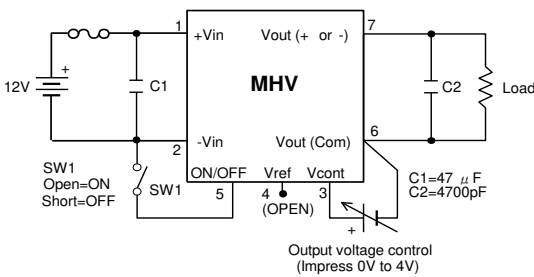 1
+Vin
Vout (+ or -)
7
+
12V
C1
MHV
C2
Load
-Vin
2
Vout (Com)
6
SW1
Open=ON
Short=OFF
SW1
ON/OFF
5
Vref
4
(OPEN)
Vcont
3
C1=47 μF
C2=4700pF
+
Output voltage control
(Impress 0V to 4V)